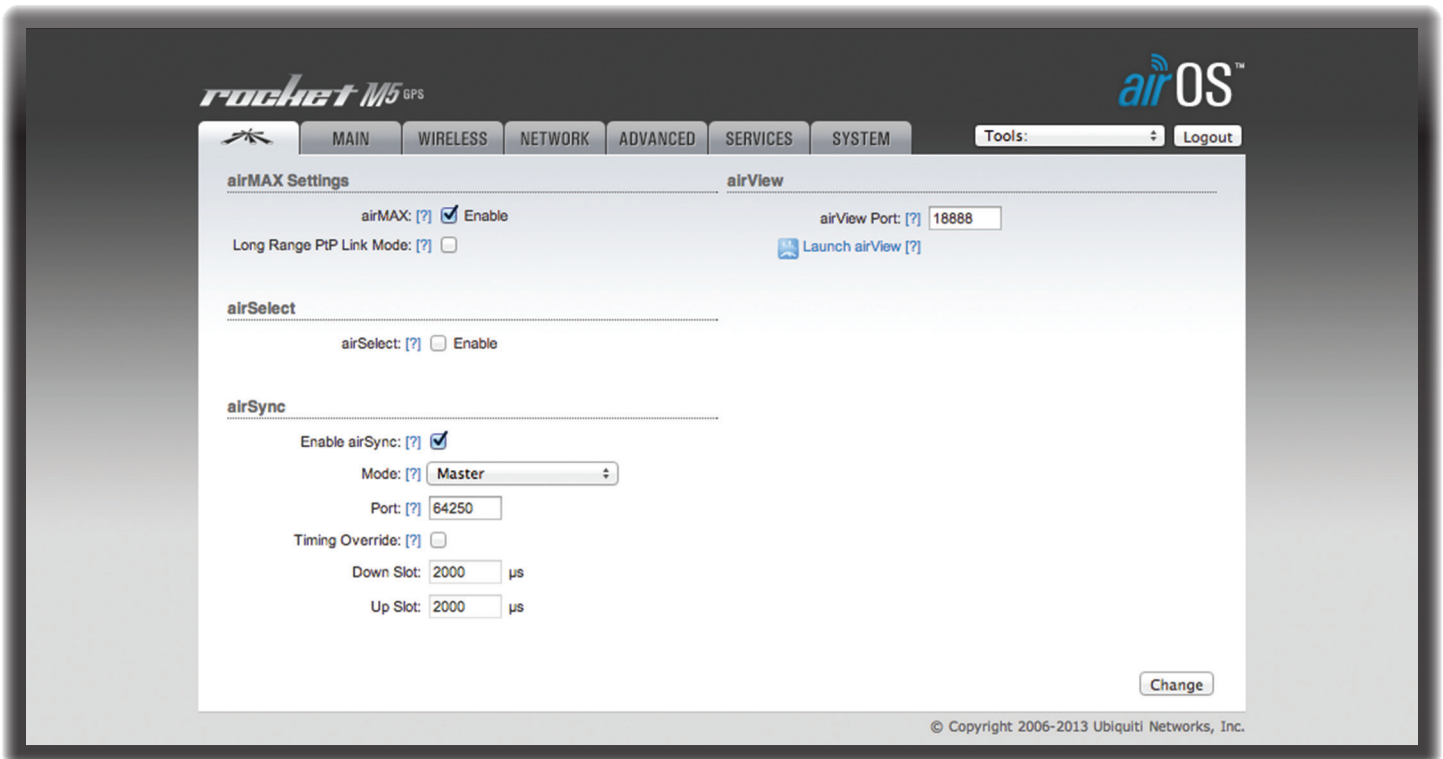 rocket M5 GPS
airOS™
MAIN WIRELESS NETWORK ADVANCED SERVICES SYSTEM Tools: Logout
airMAX Settings
airMAX: [?] Enable
Long Range PtP Link Mode: [?]
airView
airView Port: [?] 18888
Launch airView [?]
airSelect
airSelect: [?] Enable
airSync
Enable airSync: [?]
Mode: [?] Master
Port: [?] 64250
Timing Override: [?]
Down Slot: 2000 µs
Up Slot: 2000 µs
Change
© Copyright 2006-2013 Ubiquiti Networks, Inc.